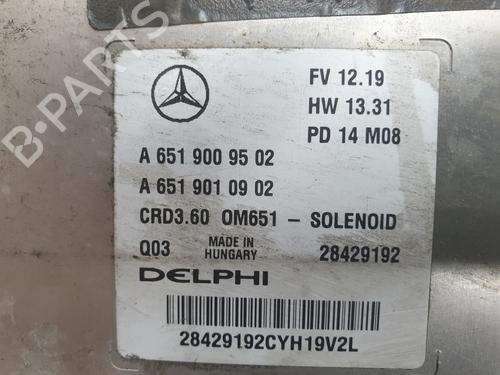 FV 12.19
HW 13.31
PD 14 M08
A 651 900 95 02
A 651 901 09 02
CRD3.60 OM651 - SOLENOID
Q03 MADE IN HUNGARY 28429192
DELPHI
28429192CYH19V2L
B-PARTS